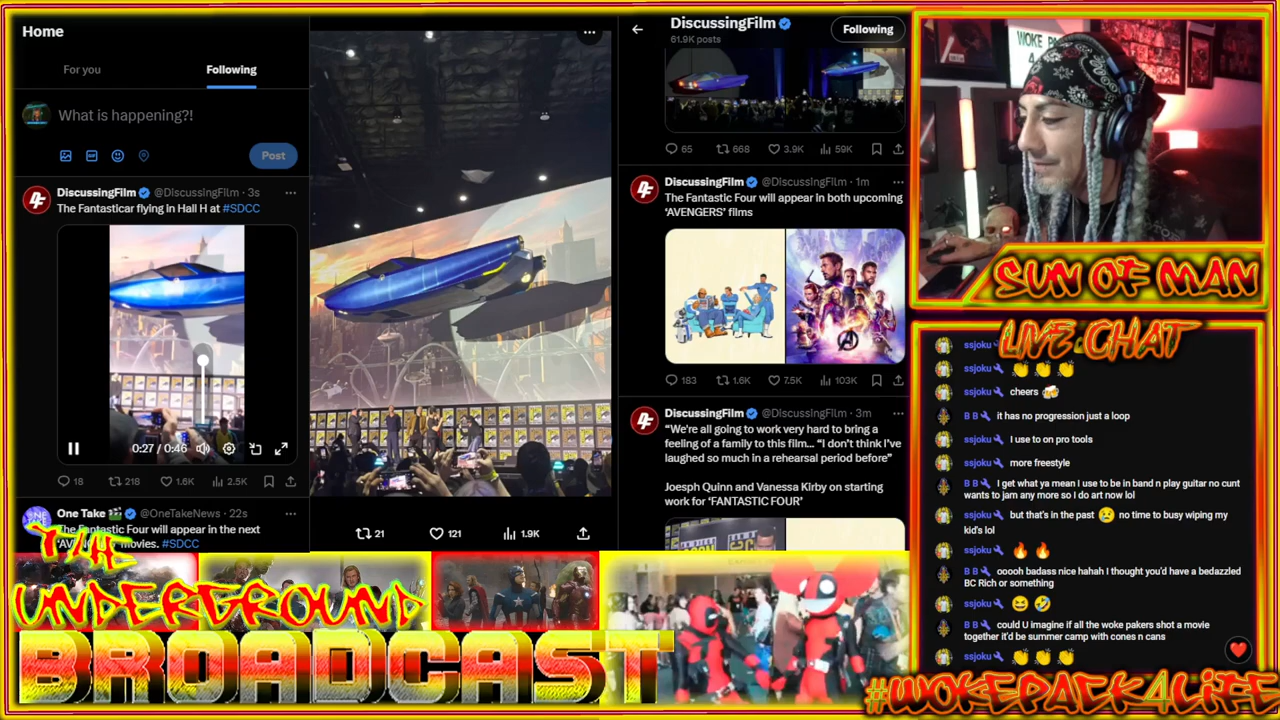 Home
For you
Following
What is happening?!
Post
DiscussingFilm @DiscussingFilm · 3s
The Fantasticar flying in Hall H at #SDCC
0:27 / 0:46
18 218 1.6K 2.5K
One Take @OneTakeNews · 22s
The Fantastic Four will appear in the next
movies. #SDCC
21 121 1.9K
DiscussingFilm
61.9K posts
Following
65 668 3.9K 59K
DiscussingFilm @DiscussingFilm · 1m
The Fantastic Four will appear in both upcoming
'AVENGERS' films
183 1.6K 7.5K 103K
DiscussingFilm @DiscussingFilm · 3m
"We're all going to work very hard to bring a
feeling of a family to this film... "I don't think I've
laughed so much in a rehearsal period before"
Joesph Quinn and Vanessa Kirby on starting
work for 'FANTASTIC FOUR'
WOKE PA
4
SUN OF MAN
LIVE CHAT
ssjoku
ssjoku 👏 👏 👏
ssjoku cheers 🍻
B B it has no progression just a loop
ssjoku I use to on pro tools
ssjoku more freestyle
B B I get what ya mean I use to be in band n play guitar no cunt
wants to jam any more so I do art now lol
ssjoku but that's in the past 😢 no time to busy wiping my
kid's lol
ssjoku 🔥 🔥
B B ooooh badass nice hahah I thought you'd have a bedazzled
BC Rich or something
ssjoku 😆 🤣
B B could U imagine if all the woke pakers shot a movie
together it'd be summer camp with cones n cans
ssjoku 👏 👏 👏
THE
UNDERGROUND
BROADCAST
#WOKEPACK4LIFE